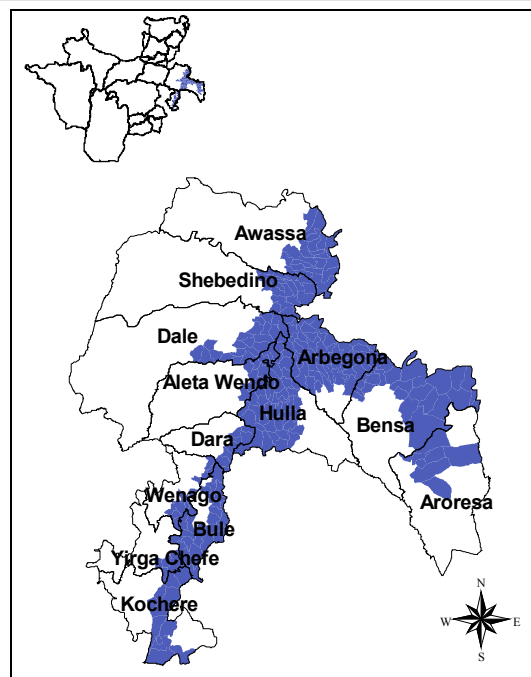 Awassa
Shebedino
Dale
Arbegona
Aleta Wendo
Hulla
Bensa
Dara
Aroresa
Wenago
Bule
Yirga Chefe
Kochere
N
W E
S